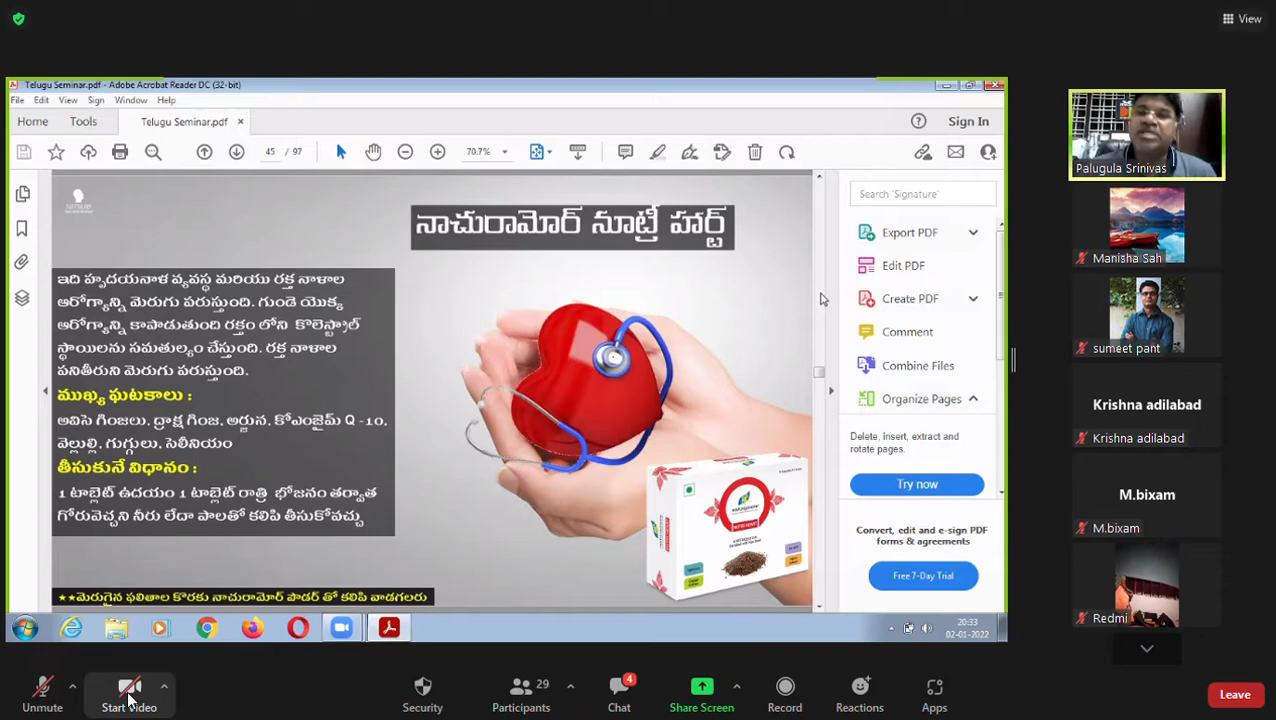 View
Telugu Seminar.pdf - Adobe Acrobat Reader DC (32-bit)
File Edit View Sign Window Help
Home Tools Telugu Seminar.pdf × Sign In
45 / 97 70.7%
నాచురామోర్ నూట్రీ హార్ట్
ఇది హృదయనాళ వ్యవస్థ మరియు రక్త నాళాల
ఆరోగ్యాన్ని మెరుగు పరుస్తుంది. గుండె యొక్క
ఆరోగ్యాన్ని కాపాడుతుంది రక్తం లోని కొలెస్ట్రాల్
స్థాయిలను సమతుల్యం చేస్తుంది. రక్త నాళాల
పనితీరుని మెరుగు పరుస్తుంది.
ముఖ్య ఘటకాలు :
అవిసె గింజలు, ద్రాక్ష గింజ, అర్జున, కోఎంజైమ్ Q -10,
వెల్లుల్లి, గుగ్గులు, సెలీనియం
తీసుకునే విధానం :
1 టాబ్లెట్ ఉదయం 1 టాబ్లెట్ రాత్రి భోజనం తర్వాత
గోరువెచ్చని నీరు లేదా పాలతో కలిపి తీసుకోవచ్చు
★★మెరుగైన ఫలితాల కొరకు నాచురామోర్ పౌడర్ తో కలిపి వాడగలరు
NUTRI HEART
Search 'Signature'
Export PDF
Edit PDF
Create PDF
Comment
Combine Files
Organize Pages
Delete, insert, extract and
rotate pages.
Try now
Convert, edit and e-sign PDF
forms & agreements
Free 7-Day Trial
20:33
02-01-2022
Palugula Srinivas
Manisha Sah
sumeet pant
Krishna adilabad
Krishna adilabad
M.bixam
M.bixam
Redmi
Unmute Start Video Security Participants 29 Chat 4 Share Screen Record Reactions Apps Leave